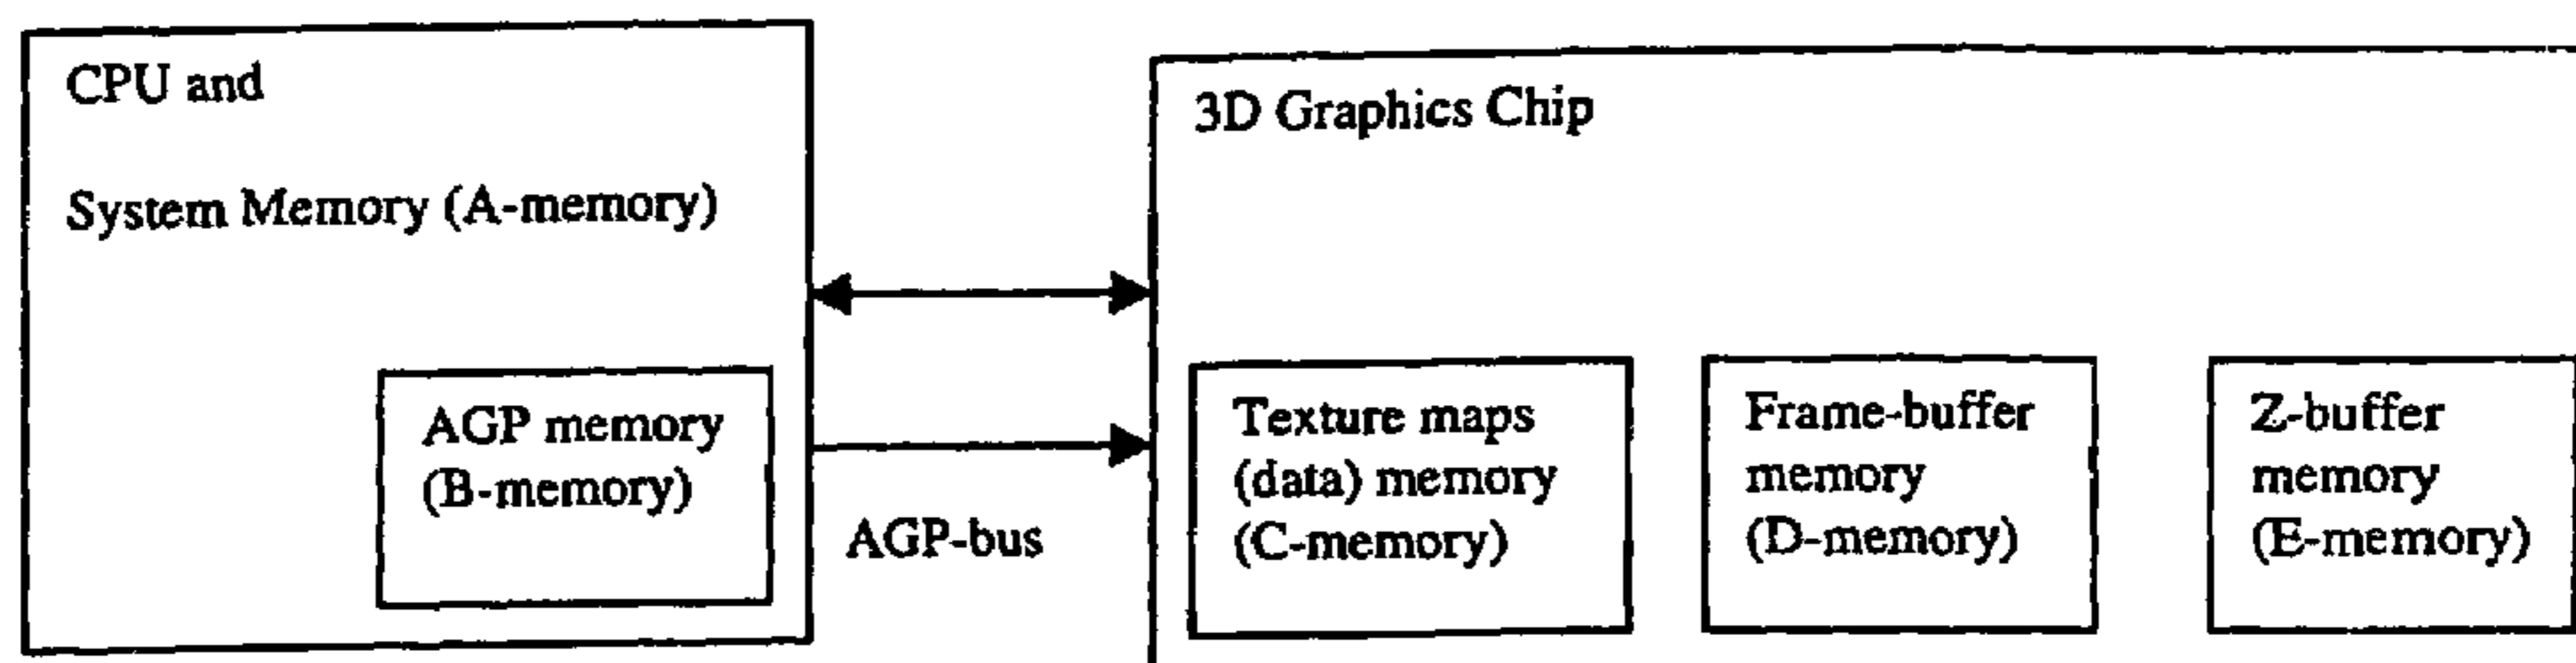 CPU and
System Memory (A-memory)
AGP memory
(B-memory)
AGP-bus
3D Graphics Chip
Texture maps
(data) memory
(C-memory)
Frame-buffer
memory
(D-memory)
Z-buffer
memory
(E-memory)